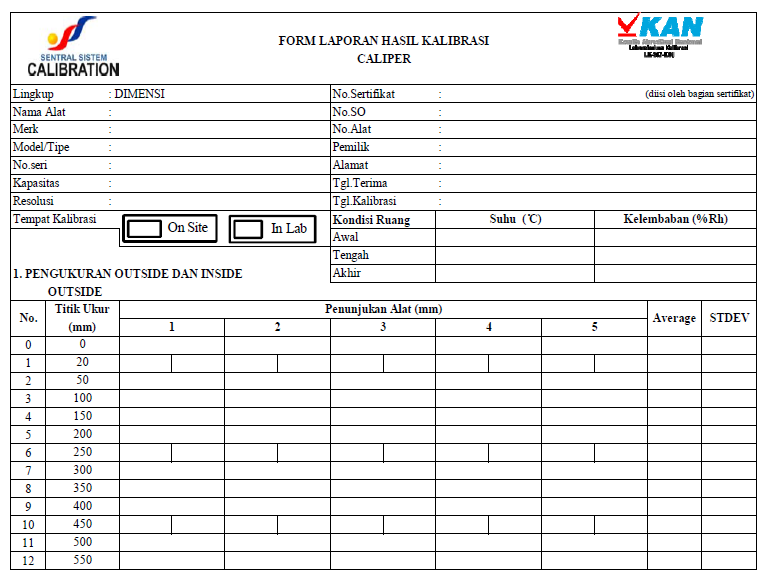 FORM LAPORAN HASIL KALIBRASI
CALIPER
SENTRAL SISTEM
CALIBRATION
KAN
Komite Akreditasi Nasional
Laboratorium Kalibrasi
Lingkup : DIMENSI No.Sertifikat : (diisi oleh bagian sertifikat)
Nama Alat : No.SO :
Merk : No.Alat :
Model/Tipe : Pemilik :
No.seri : Alamat :
Kapasitas : Tgl.Terima :
Resolusi : Tgl.Kalibrasi :
Tempat Kalibrasi On Site In Lab Kondisi Ruang Suhu (℃) Kelembaban (%Rh)
Awal
Tengah
1. PENGUKURAN OUTSIDE DAN INSIDE Akhir
OUTSIDE
No. Titik Ukur (mm) Penunjukan Alat (mm) Average STDEV
1 2 3 4 5
0 0
1 20
2 50
3 100
4 150
5 200
6 250
7 300
8 350
9 400
10 450
11 500
12 550